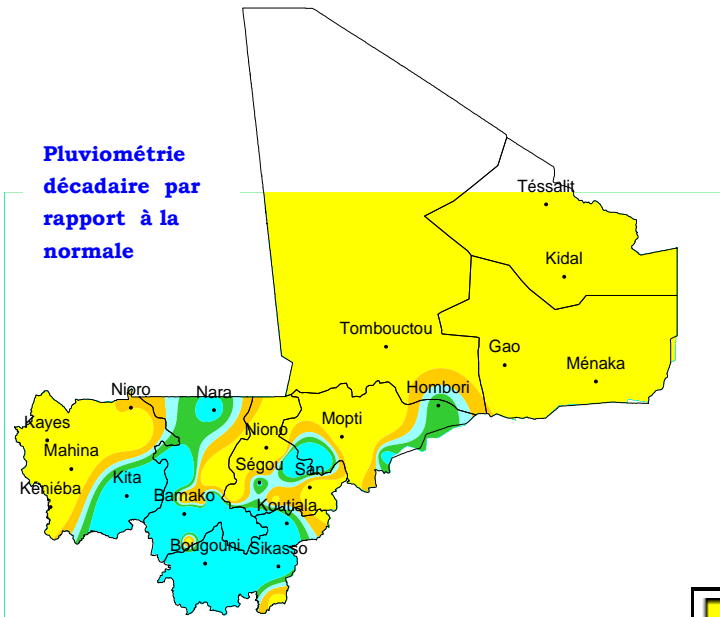 Pluviométrie
décadaire par
rapport à la
normale
Téssalit
Kidal
Tombouctou
Gao
Ménaka
Nioro
Nara
Hombori
Kayes
Niono
Mopti
Mahina
Ségou
San
Kéniéba
Kita
Bamako
Koutiala
Bougouni
Sikasso